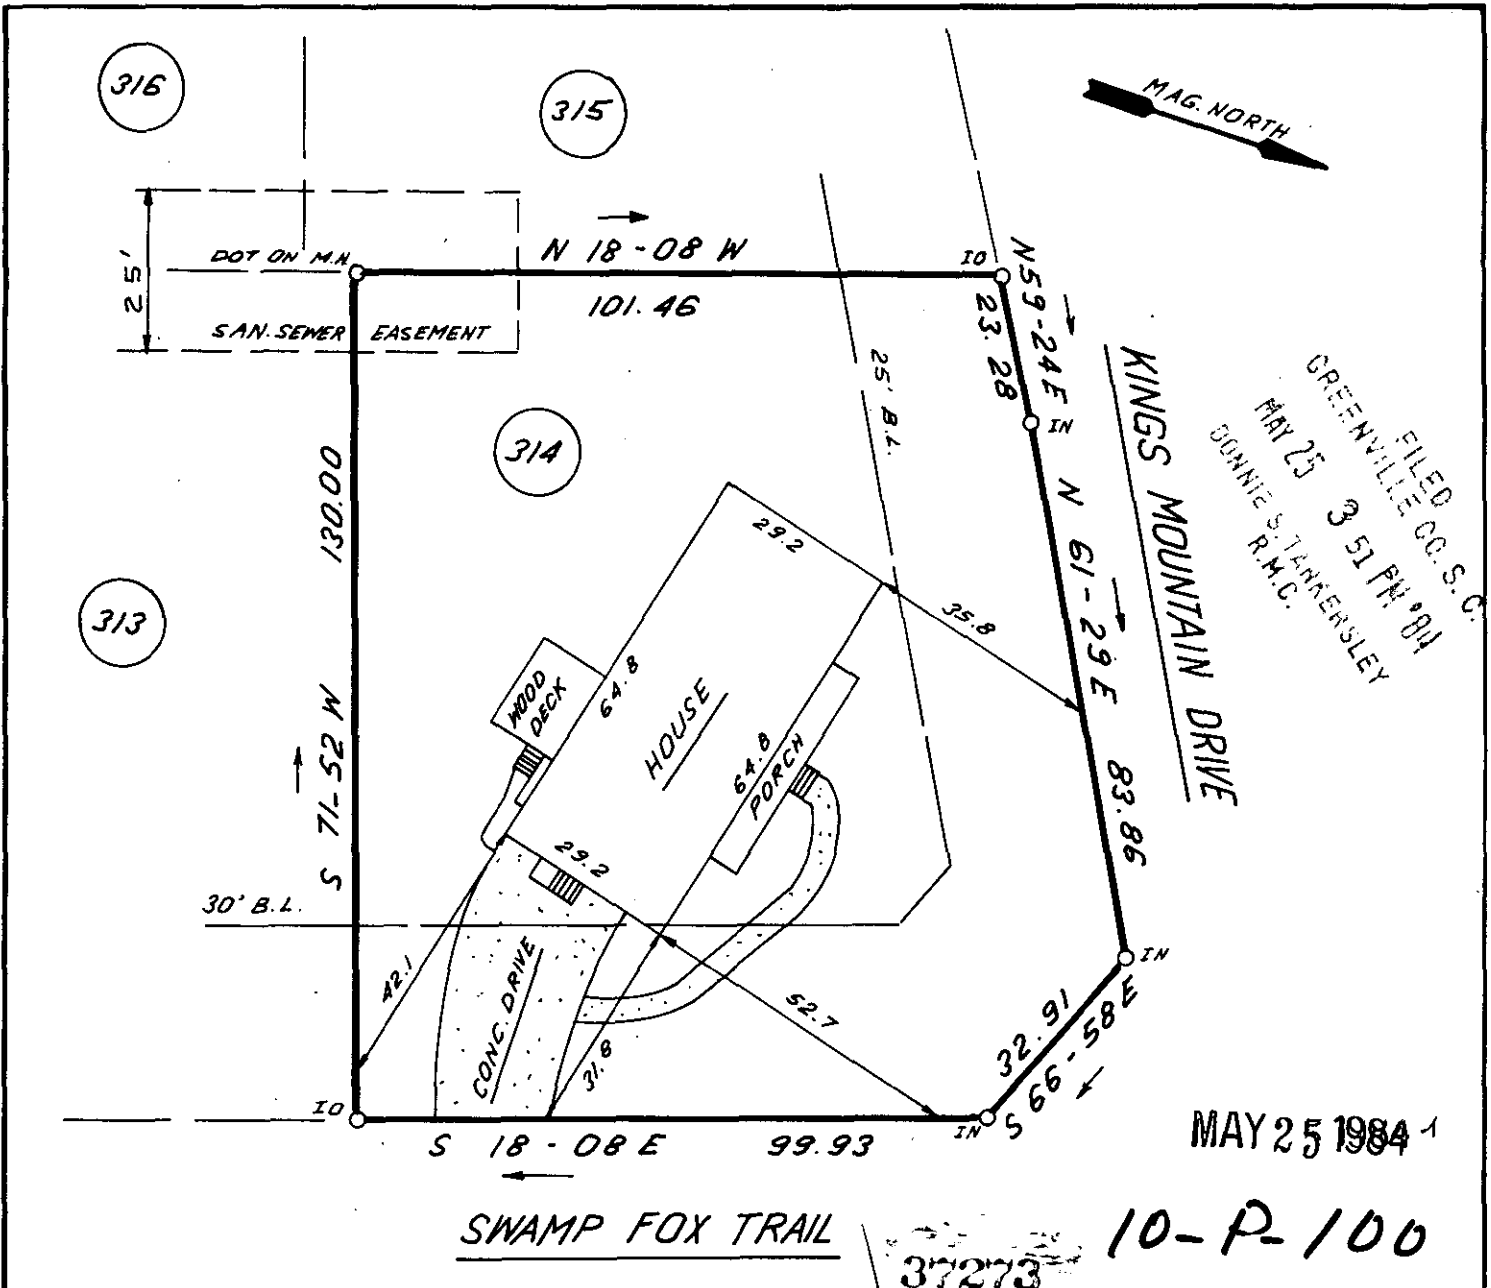 316
315
MAG. NORTH
DOT ON M.H.
25'
SAN. SEWER EASEMENT
N 18-08 W
101.46
IO
N 59-24 E
23.28
IN
25' B.L.
KINGS MOUNTAIN DRIVE
FILED
GREENVILLE CO. S.C.
MAY 25 3 51 PM '84
DONNIE S. TANKERSLEY
R.M.C.
314
130.00
S 71-52 W
313
29.2
35.8
N 61-29 E 83.86
WOOD
DECK
64.8
HOUSE
64.8
PORCH
29.2
30' B.L.
42.1
CONC. DRIVE
31.8
52.7
IN
32.91
S 66-58 E
IO
S 18-08 E 99.93
IN
MAY 25 1984
SWAMP FOX TRAIL
37273
10-P-100